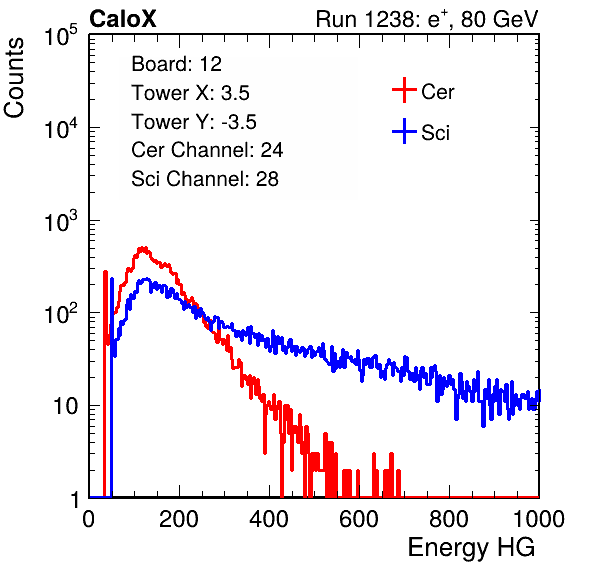 CaloX Run 1238: e⁺, 80 GeV
10⁵
Counts
Board: 12
Tower X: 3.5
Tower Y: -3.5
Cer Channel: 24
Sci Channel: 28
Cer
Sci
10⁴
10³
10²
10
1
0 200 400 600 800 1000
Energy HG